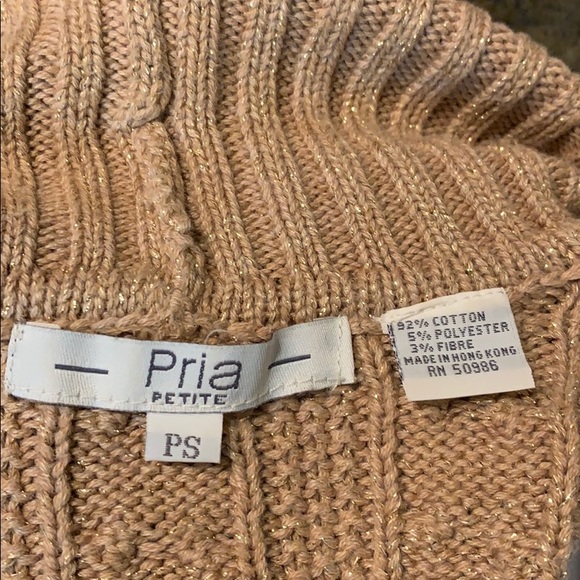 — Pria —
PETITE
PS
92% COTTON
5% POLYESTER
3% FIBRE
MADE IN HONG KONG
RN 50986